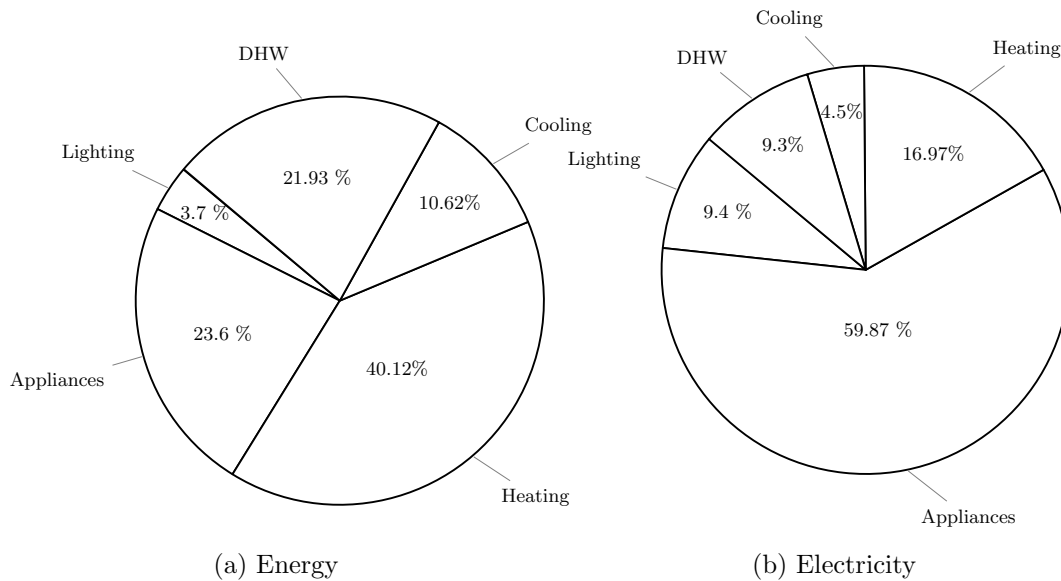 DHW
Cooling
Lighting
21.93 %
10.62%
3.7 %
23.6 %
40.12%
Appliances
Heating
(a) Energy
Cooling
Heating
DHW
4.5%
9.3%
16.97%
Lighting
9.4 %
59.87 %
Appliances
(b) Electricity